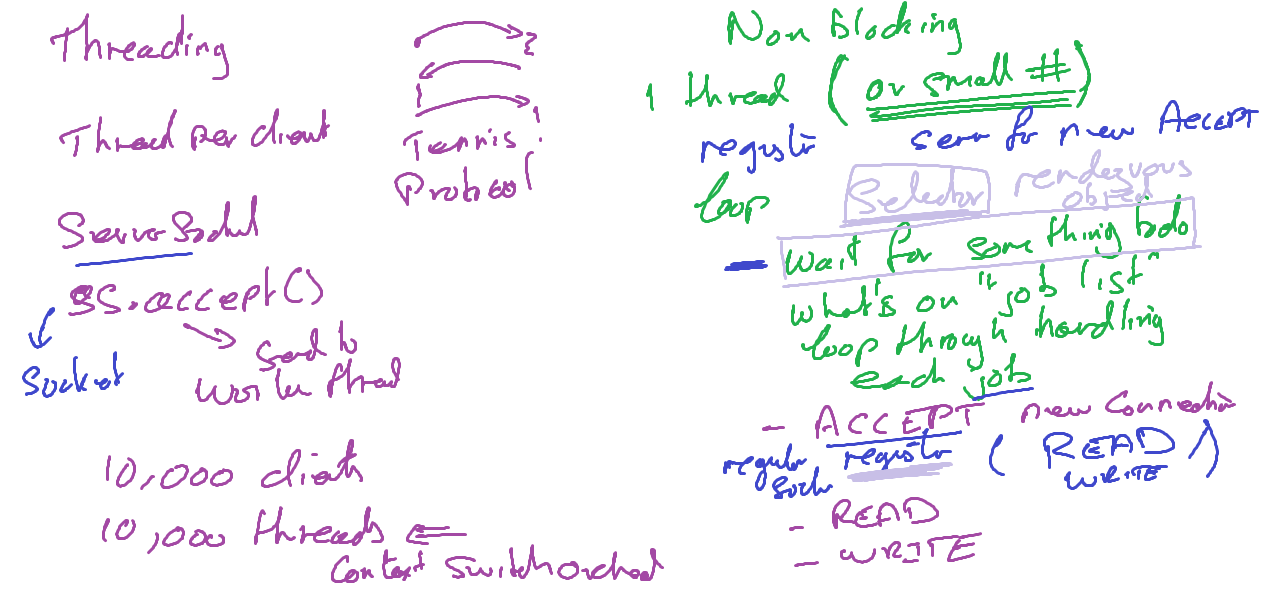 Threading
Thread per client
Tennis
Protocol
ServerSocket
ss.accept()
Socket
Send to
Worker thread
10,000 clients
10,000 threads
Context switch overhead
Non blocking
1 thread (or small #)
register server for new ACCEPT
loop
Selector rendezvous
object
wait for something todo
what's on "job list"
loop through handling
each job
- ACCEPT new connection
regular register (READ
socket WRITE)
- READ
- WRITE